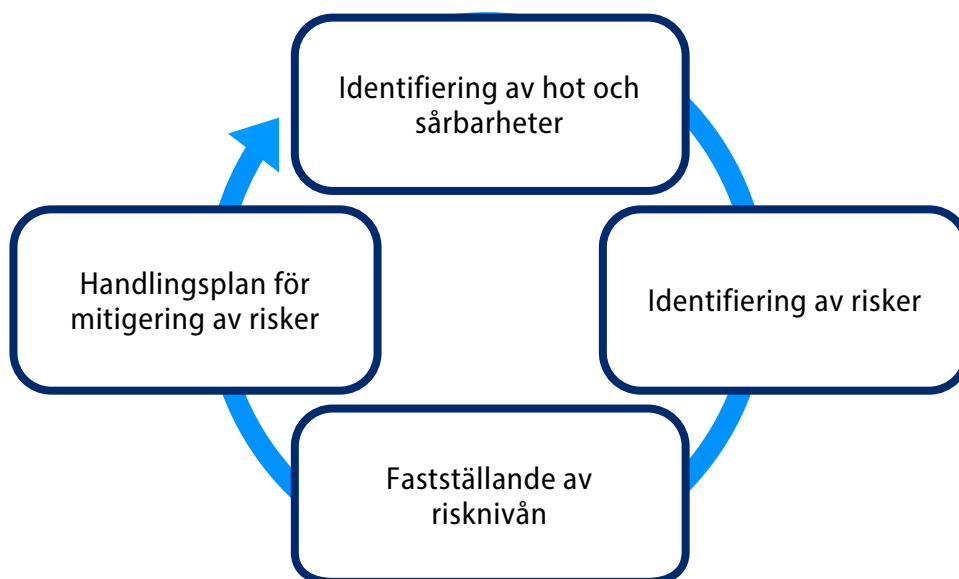 Identifiering av hot och
sårbarheter
Identifiering av risker
Fastställande av
risknivån
Handlingsplan för
mitigering av risker